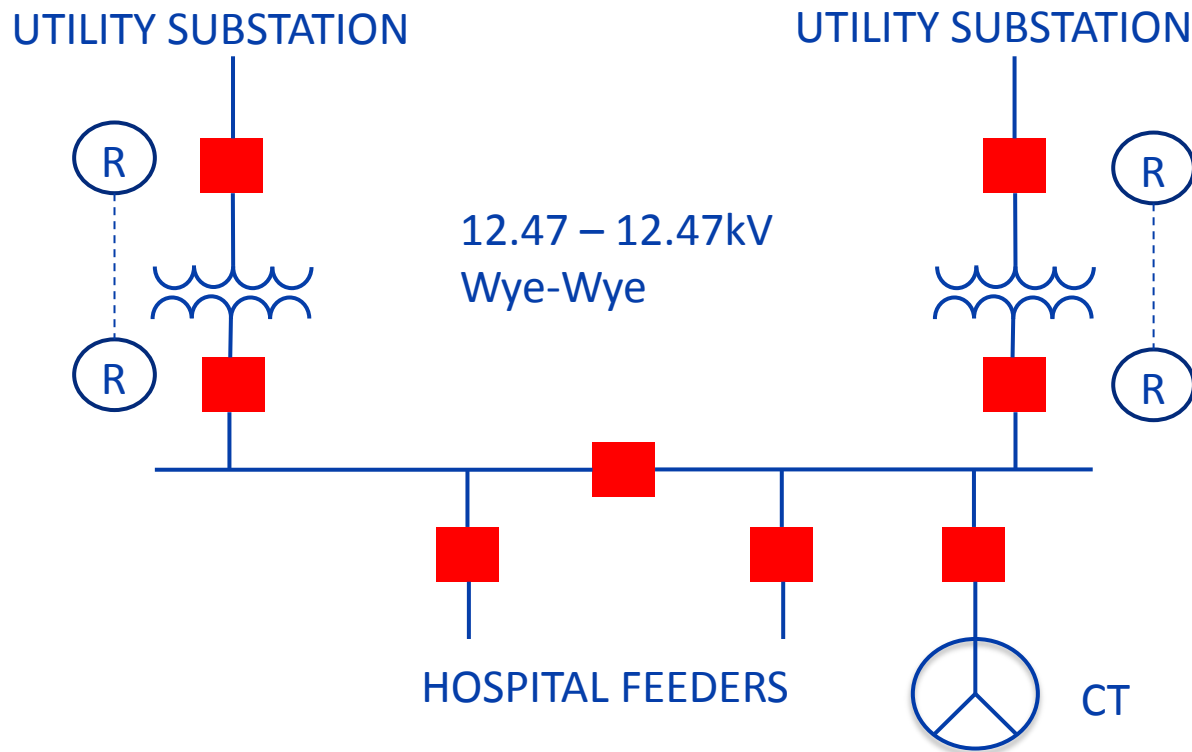 UTILITY SUBSTATION
UTILITY SUBSTATION
R
R
12.47 – 12.47kV
Wye-Wye
R
R
HOSPITAL FEEDERS
CT